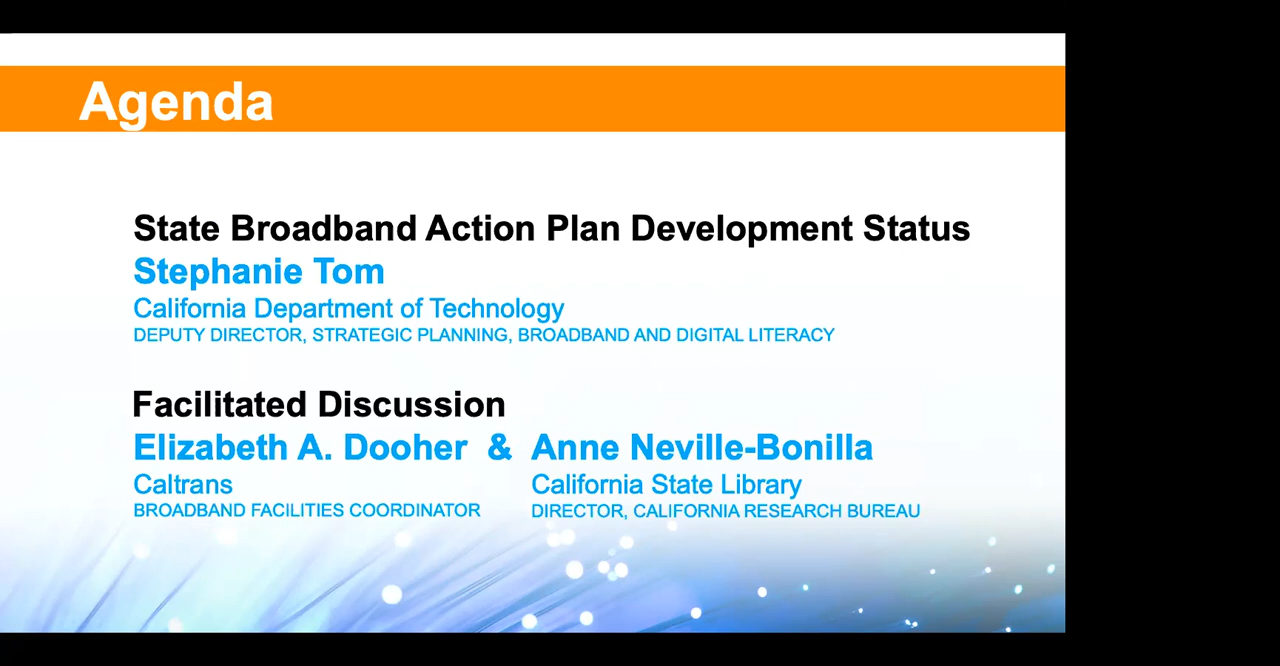 Agenda
State Broadband Action Plan Development Status
Stephanie Tom
California Department of Technology
DEPUTY DIRECTOR, STRATEGIC PLANNING, BROADBAND AND DIGITAL LITERACY
Facilitated Discussion
Elizabeth A. Dooher & Anne Neville-Bonilla
Caltrans California State Library
BROADBAND FACILITIES COORDINATOR DIRECTOR, CALIFORNIA RESEARCH BUREAU